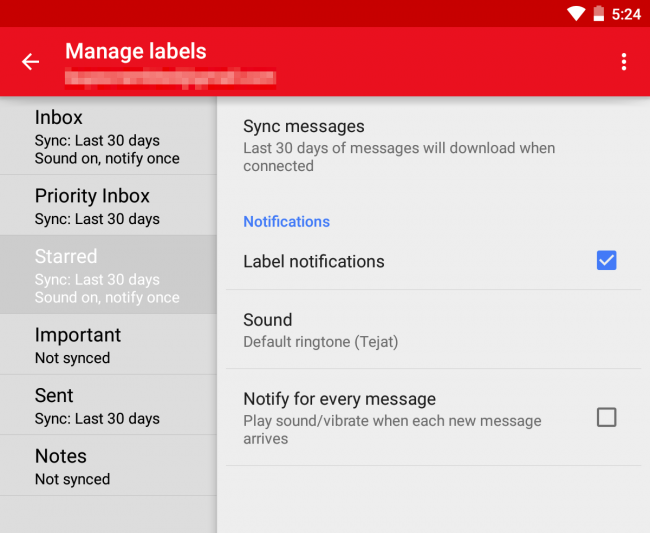 5:24
Manage labels
Inbox
Sync: Last 30 days
Sound on, notify once
Priority Inbox
Sync: Last 30 days
Starred
Sync: Last 30 days
Sound on, notify once
Important
Not synced
Sent
Sync: Last 30 days
Notes
Not synced
Sync messages
Last 30 days of messages will download when
connected
Notifications
Label notifications
Sound
Default ringtone (Tejat)
Notify for every message
Play sound/vibrate when each new message
arrives